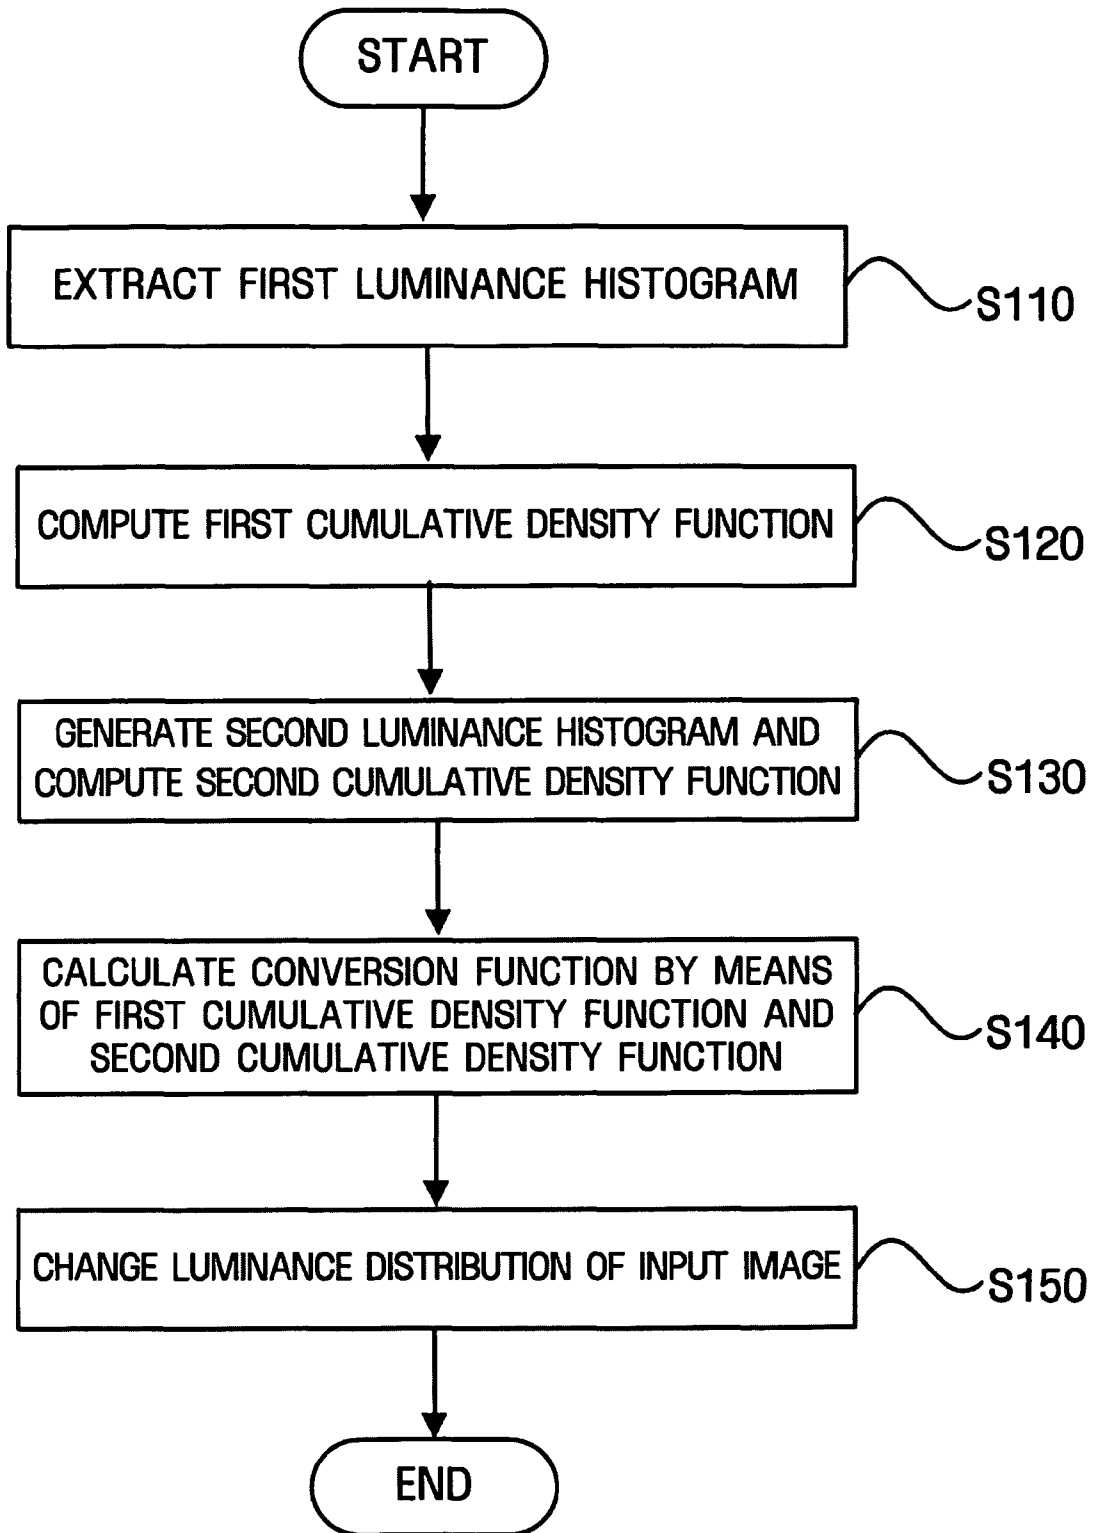 START
EXTRACT FIRST LUMINANCE HISTOGRAM
S110
COMPUTE FIRST CUMULATIVE DENSITY FUNCTION
S120
GENERATE SECOND LUMINANCE HISTOGRAM AND
COMPUTE SECOND CUMULATIVE DENSITY FUNCTION
S130
CALCULATE CONVERSION FUNCTION BY MEANS
OF FIRST CUMULATIVE DENSITY FUNCTION AND
SECOND CUMULATIVE DENSITY FUNCTION
S140
CHANGE LUMINANCE DISTRIBUTION OF INPUT IMAGE
S150
END